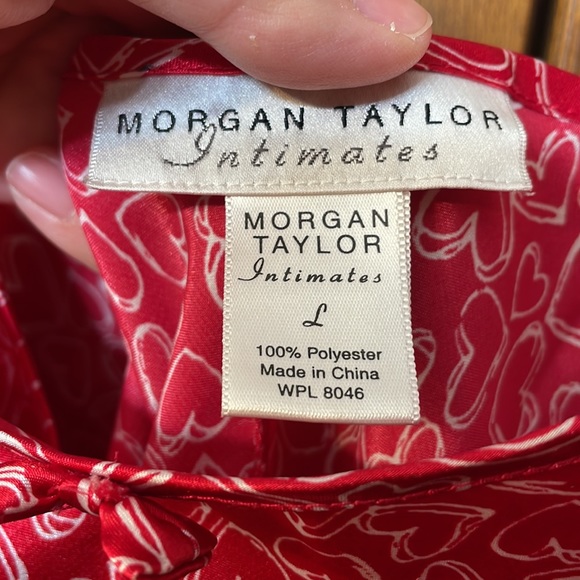 MORGAN TAYLOR
Intimates
MORGAN
TAYLOR
Intimates
L
100% Polyester
Made in China
WPL 8046